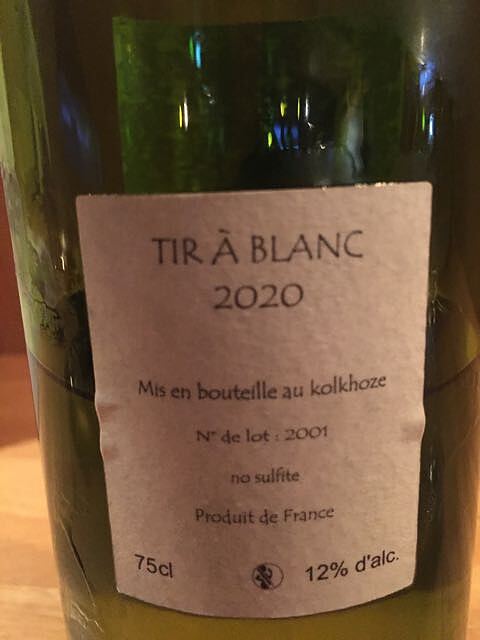 TIR À BLANC
2020
Mis en bouteille au kolkhoze
N° de lot : 2001
no sulfite
Produit de France
75cl 12% d'alc.